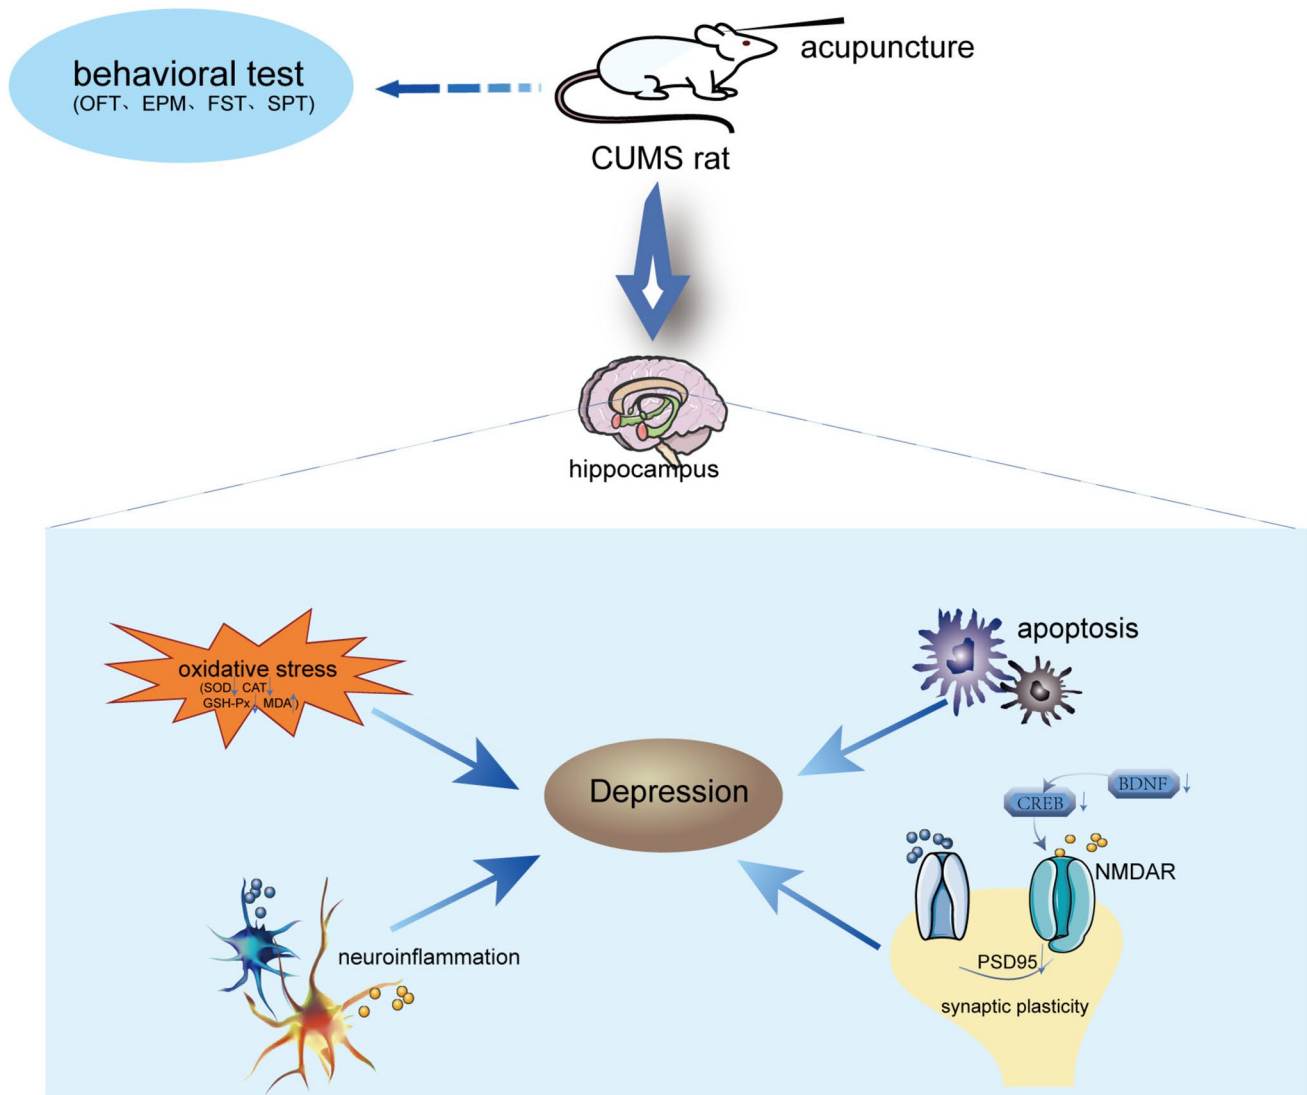 behavioral test
(OFT、EPM、FST、SPT)
acupuncture
CUMS rat
hippocampus
oxidative stress
(SOD↓ CAT↓
GSH-Px↓ MDA↑)
apoptosis
Depression
BDNF ↓
CREB ↓
NMDAR
neuroinflammation
PSD95↓
synaptic plasticity